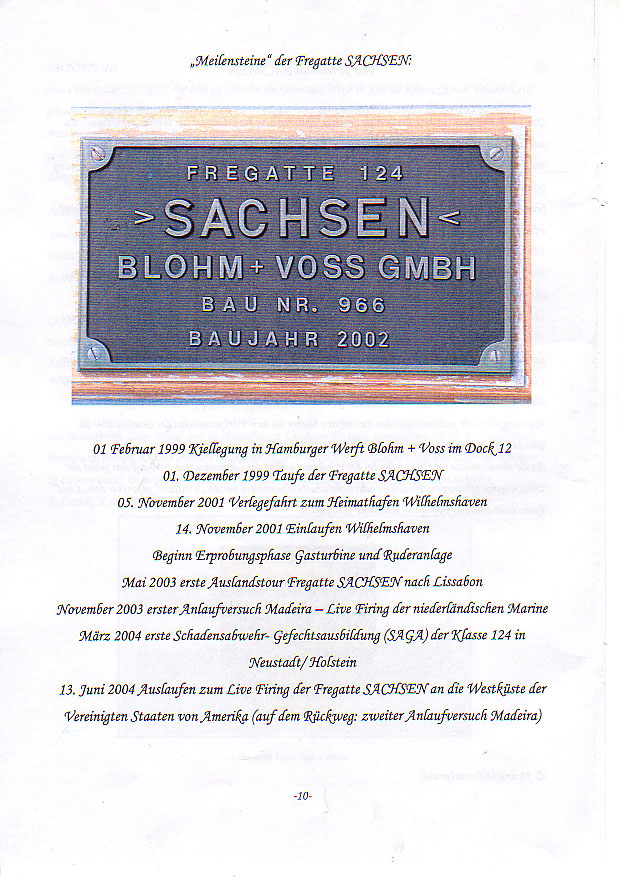 „Meilensteine“ der Fregatte SACHSEN:
FREGATTE 124
>SACHSEN<
BLOHM + VOSS GMBH
BAU NR. 966
BAUJAHR 2002
01 Februar 1999 Kiellegung in Hamburger Werft Blohm + Voss im Dock 12
01. Dezember 1999 Taufe der Fregatte SACHSEN
05. November 2001 Verlegefahrt zum Heimathafen Wilhelmshaven
14. November 2001 Einlaufen Wilhelmshaven
Beginn Erprobungsphase Gasturbine und Ruderanlage
Mai 2003 erste Auslandstour Fregatte SACHSEN nach Lissabon
November 2003 erster Anlaufversuch Madeira – Live Firing der niederländischen Marine
März 2004 erste Schadensabwehr- Gefechtsausbildung (SAGA) der Klasse 124 in
Neustadt/ Holstein
13. Juni 2004 Auslaufen zum Live Firing der Fregatte SACHSEN an die Westküste der
Vereinigten Staaten von Amerika (auf dem Rückweg: zweiter Anlaufversuch Madeira)
-10-